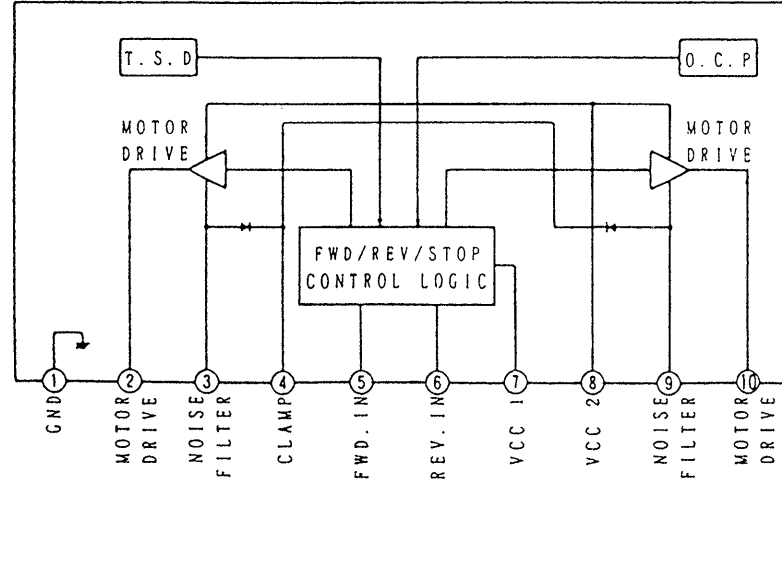 T.S.D
O.C.P
MOTOR
DRIVE
MOTOR
DRIVE
FWD/REV/STOP
CONTROL LOGIC
1
2
3
4
5
6
7
8
9
10
GND
MOTOR
DRIVE
NOISE
FILTER
CLAMP
FWD.IN
REV.IN
VCC 1
VCC 2
NOISE
FILTER
MOTOR
DRIVE